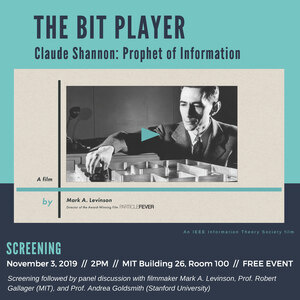 THE BIT PLAYER
Claude Shannon: Prophet of Information
A film
by
Mark A. Levinson
Director of the Award-Winning Film PARTICLE FEVER
An IEEE Information Theory Society film
SCREENING
November 3, 2019 // 2PM // MIT Building 26, Room 100 // FREE EVENT
Screening followed by panel discussion with filmmaker Mark A. Levinson, Prof. Robert
Gallager (MIT), and Prof. Andrea Goldsmith (Stanford University)